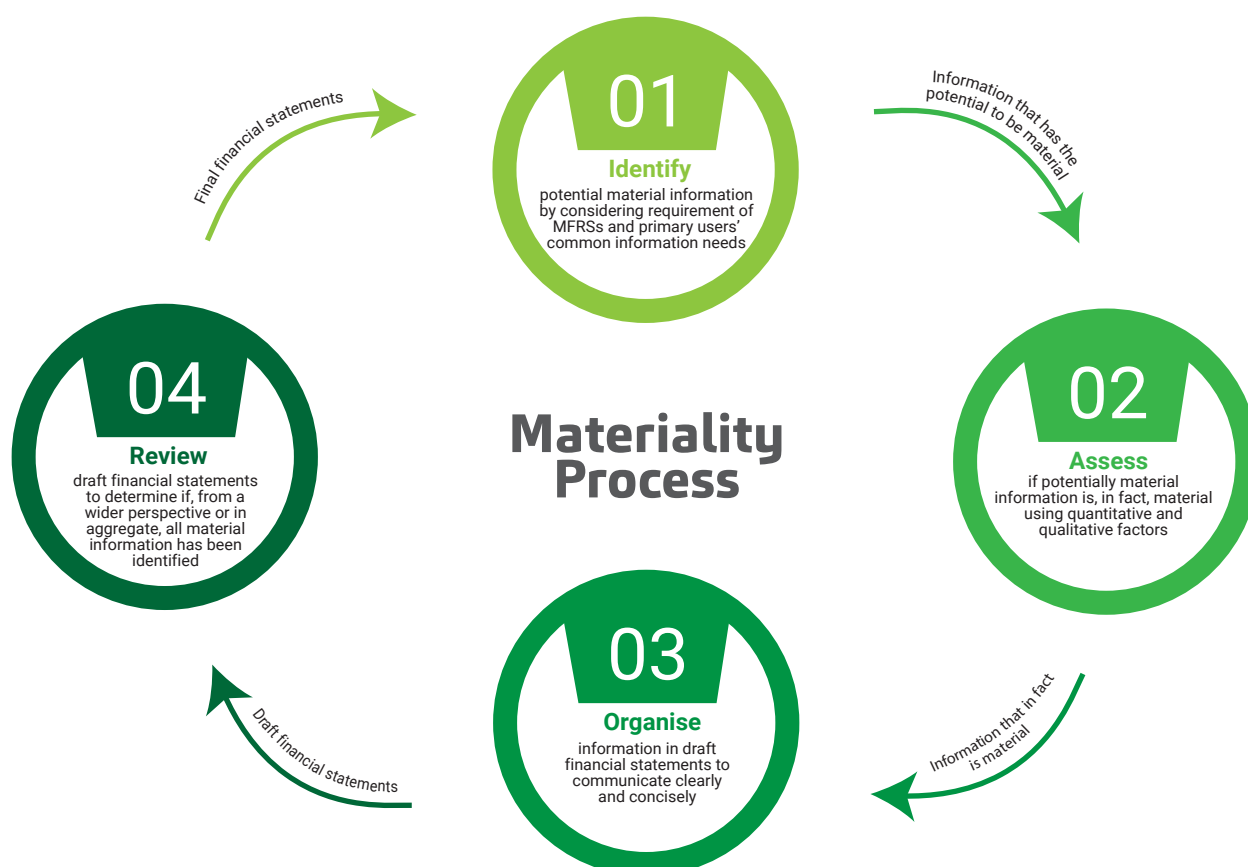 01
Identify
potential material information
by considering requirement of
MFRSs and primary users’
common information needs
Information that has the
potential to be material
02
Assess
if potentially material
information is, in fact, material
using quantitative and
qualitative factors
Information that in fact
is material
03
Organise
information in draft
financial statements to
communicate clearly
and concisely
Draft financial statements
04
Review
draft financial statements
to determine if, from a
wider perspective or in
aggregate, all material
information has been
identified
Final financial statements
Materiality
Process